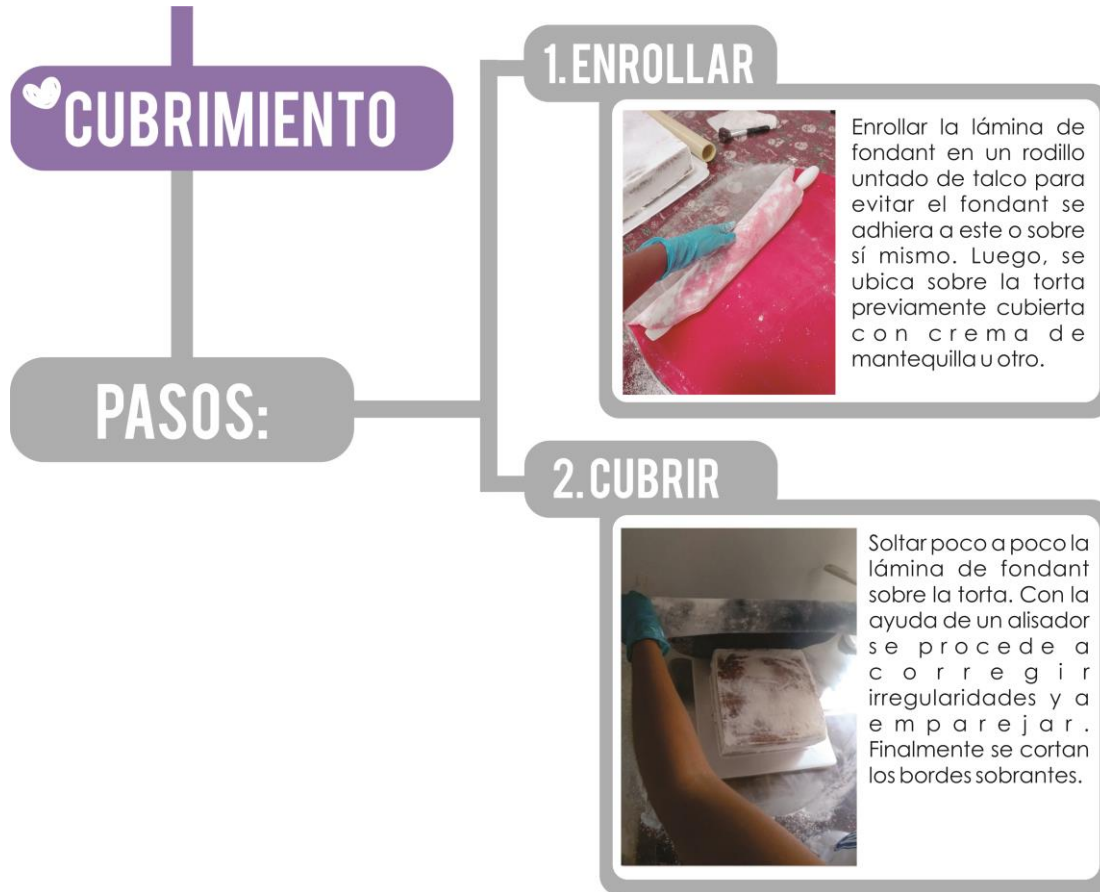 CUBRIMIENTO
PASOS:
1. ENROLLAR
Enrollar la lámina de
fondant en un rodillo
untado de talco para
evitar el fondant se
adhiera a este o sobre
sí mismo. Luego, se
ubica sobre la torta
previamente cubierta
con crema de
mantequilla u otro.
2. CUBRIR
Soltar poco a poco la
lámina de fondant
sobre la torta. Con la
ayuda de un alisador
se procede a
corregir
irregularidades y a
emparejar.
Finalmente se cortan
los bordes sobrantes.